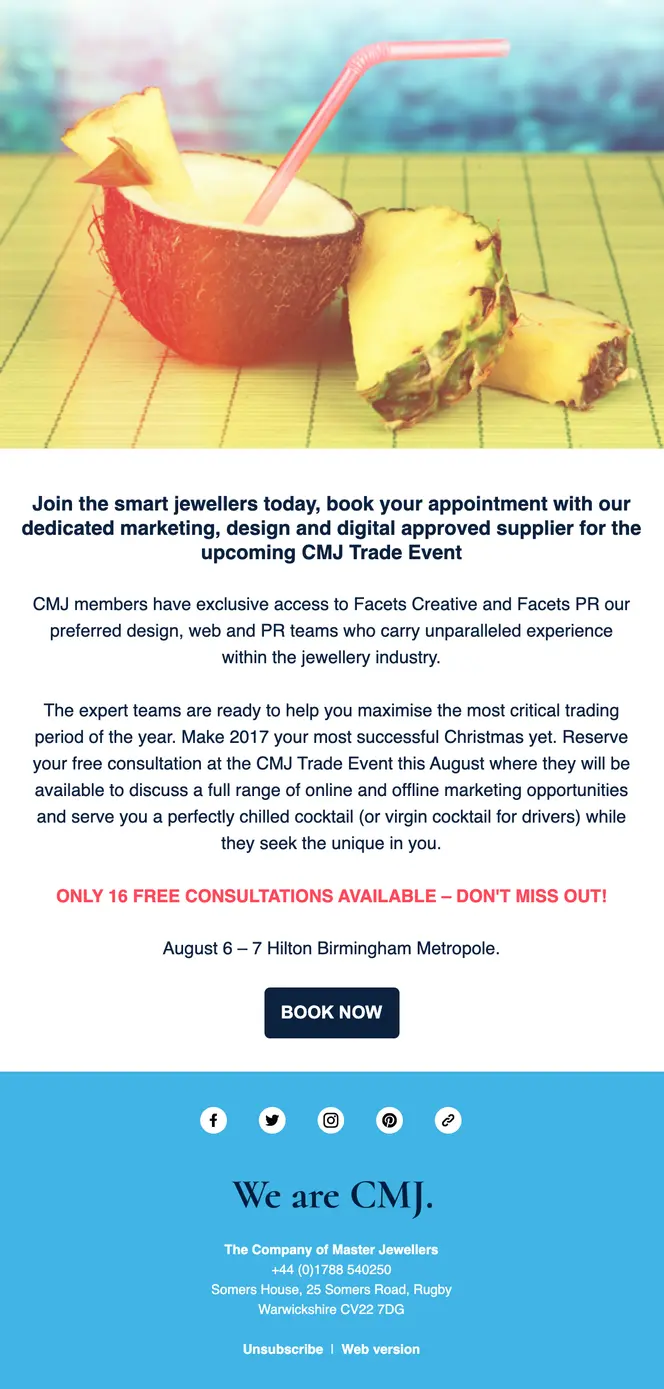 Join the smart jewellers today, book your appointment with our
dedicated marketing, design and digital approved supplier for the
upcoming CMJ Trade Event
CMJ members have exclusive access to Facets Creative and Facets PR our
preferred design, web and PR teams who carry unparalleled experience
within the jewellery industry.
The expert teams are ready to help you maximise the most critical trading
period of the year. Make 2017 your most successful Christmas yet. Reserve
your free consultation at the CMJ Trade Event this August where they will be
available to discuss a full range of online and offline marketing opportunities
and serve you a perfectly chilled cocktail (or virgin cocktail for drivers) while
they seek the unique in you.
ONLY 16 FREE CONSULTATIONS AVAILABLE – DON'T MISS OUT!
August 6 – 7 Hilton Birmingham Metropole.
BOOK NOW
We are CMJ.
The Company of Master Jewellers
+44 (0)1788 540250
Somers House, 25 Somers Road, Rugby
Warwickshire CV22 7DG
Unsubscribe | Web version